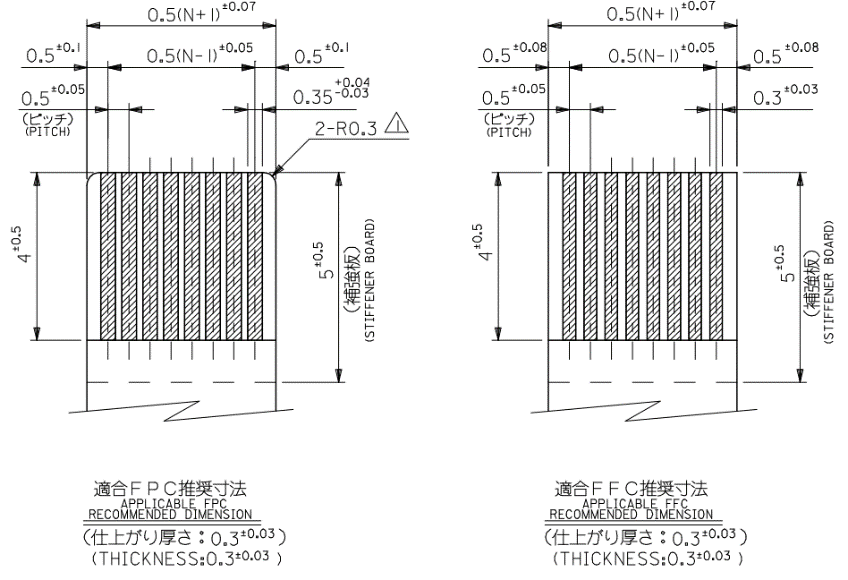 0.5(N+1)±0.07
0.5±0.1
0.5(N-1)±0.05
0.5±0.1
0.5±0.05
(ピッチ)
(PITCH)
0.35 +0.04 -0.03
2-R0.3 1
4±0.5
5±0.5
(補強板)
(STIFFENER BOARD)
適合FPC推奨寸法
APPLICABLE FPC
RECOMMENDED DIMENSION
(仕上がり厚さ:0.3±0.03)
(THICKNESS:0.3±0.03 )
0.5(N+1)±0.07
0.5±0.08
0.5(N-1)±0.05
0.5±0.08
0.5±0.05
(ピッチ)
(PITCH)
0.3±0.03
4±0.5
5±0.5
(補強板)
(STIFFENER BOARD)
適合FFC推奨寸法
APPLICABLE FFC
RECOMMENDED DIMENSION
(仕上がり厚さ:0.3±0.03)
(THICKNESS:0.3±0.03 )